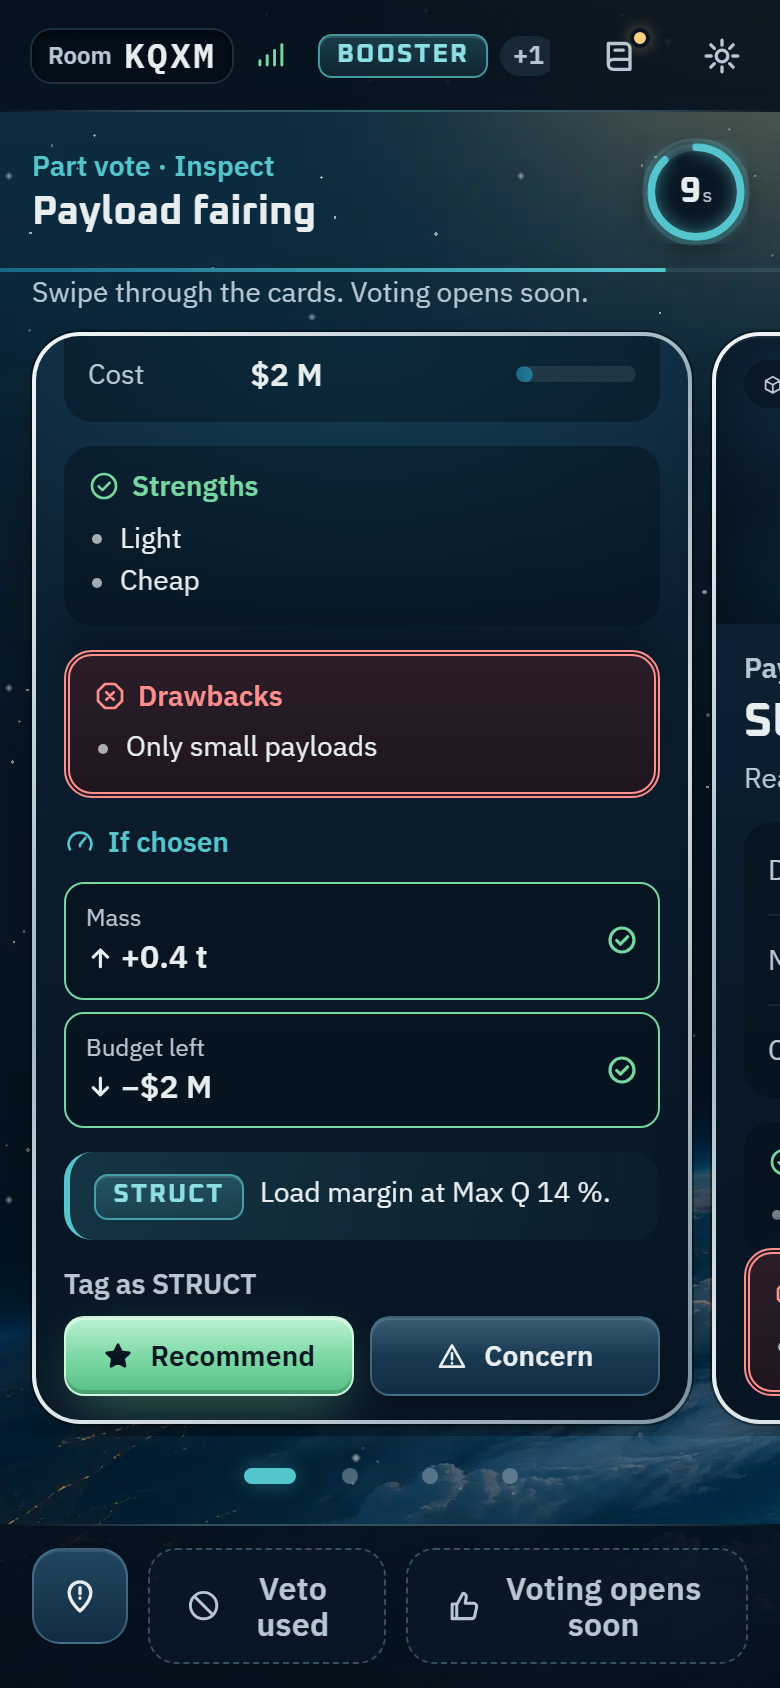 Room KQXM BOOSTER +1
Part vote · Inspect
Payload fairing
9s
Swipe through the cards. Voting opens soon.
Cost $2 M
Strengths
Light
Cheap
Drawbacks
Only small payloads
If chosen
Mass
↑ +0.4 t
Budget left
↓ −$2 M
STRUCT Load margin at Max Q 14 %.
Tag as STRUCT
Recommend Concern
Veto used
Voting opens soon